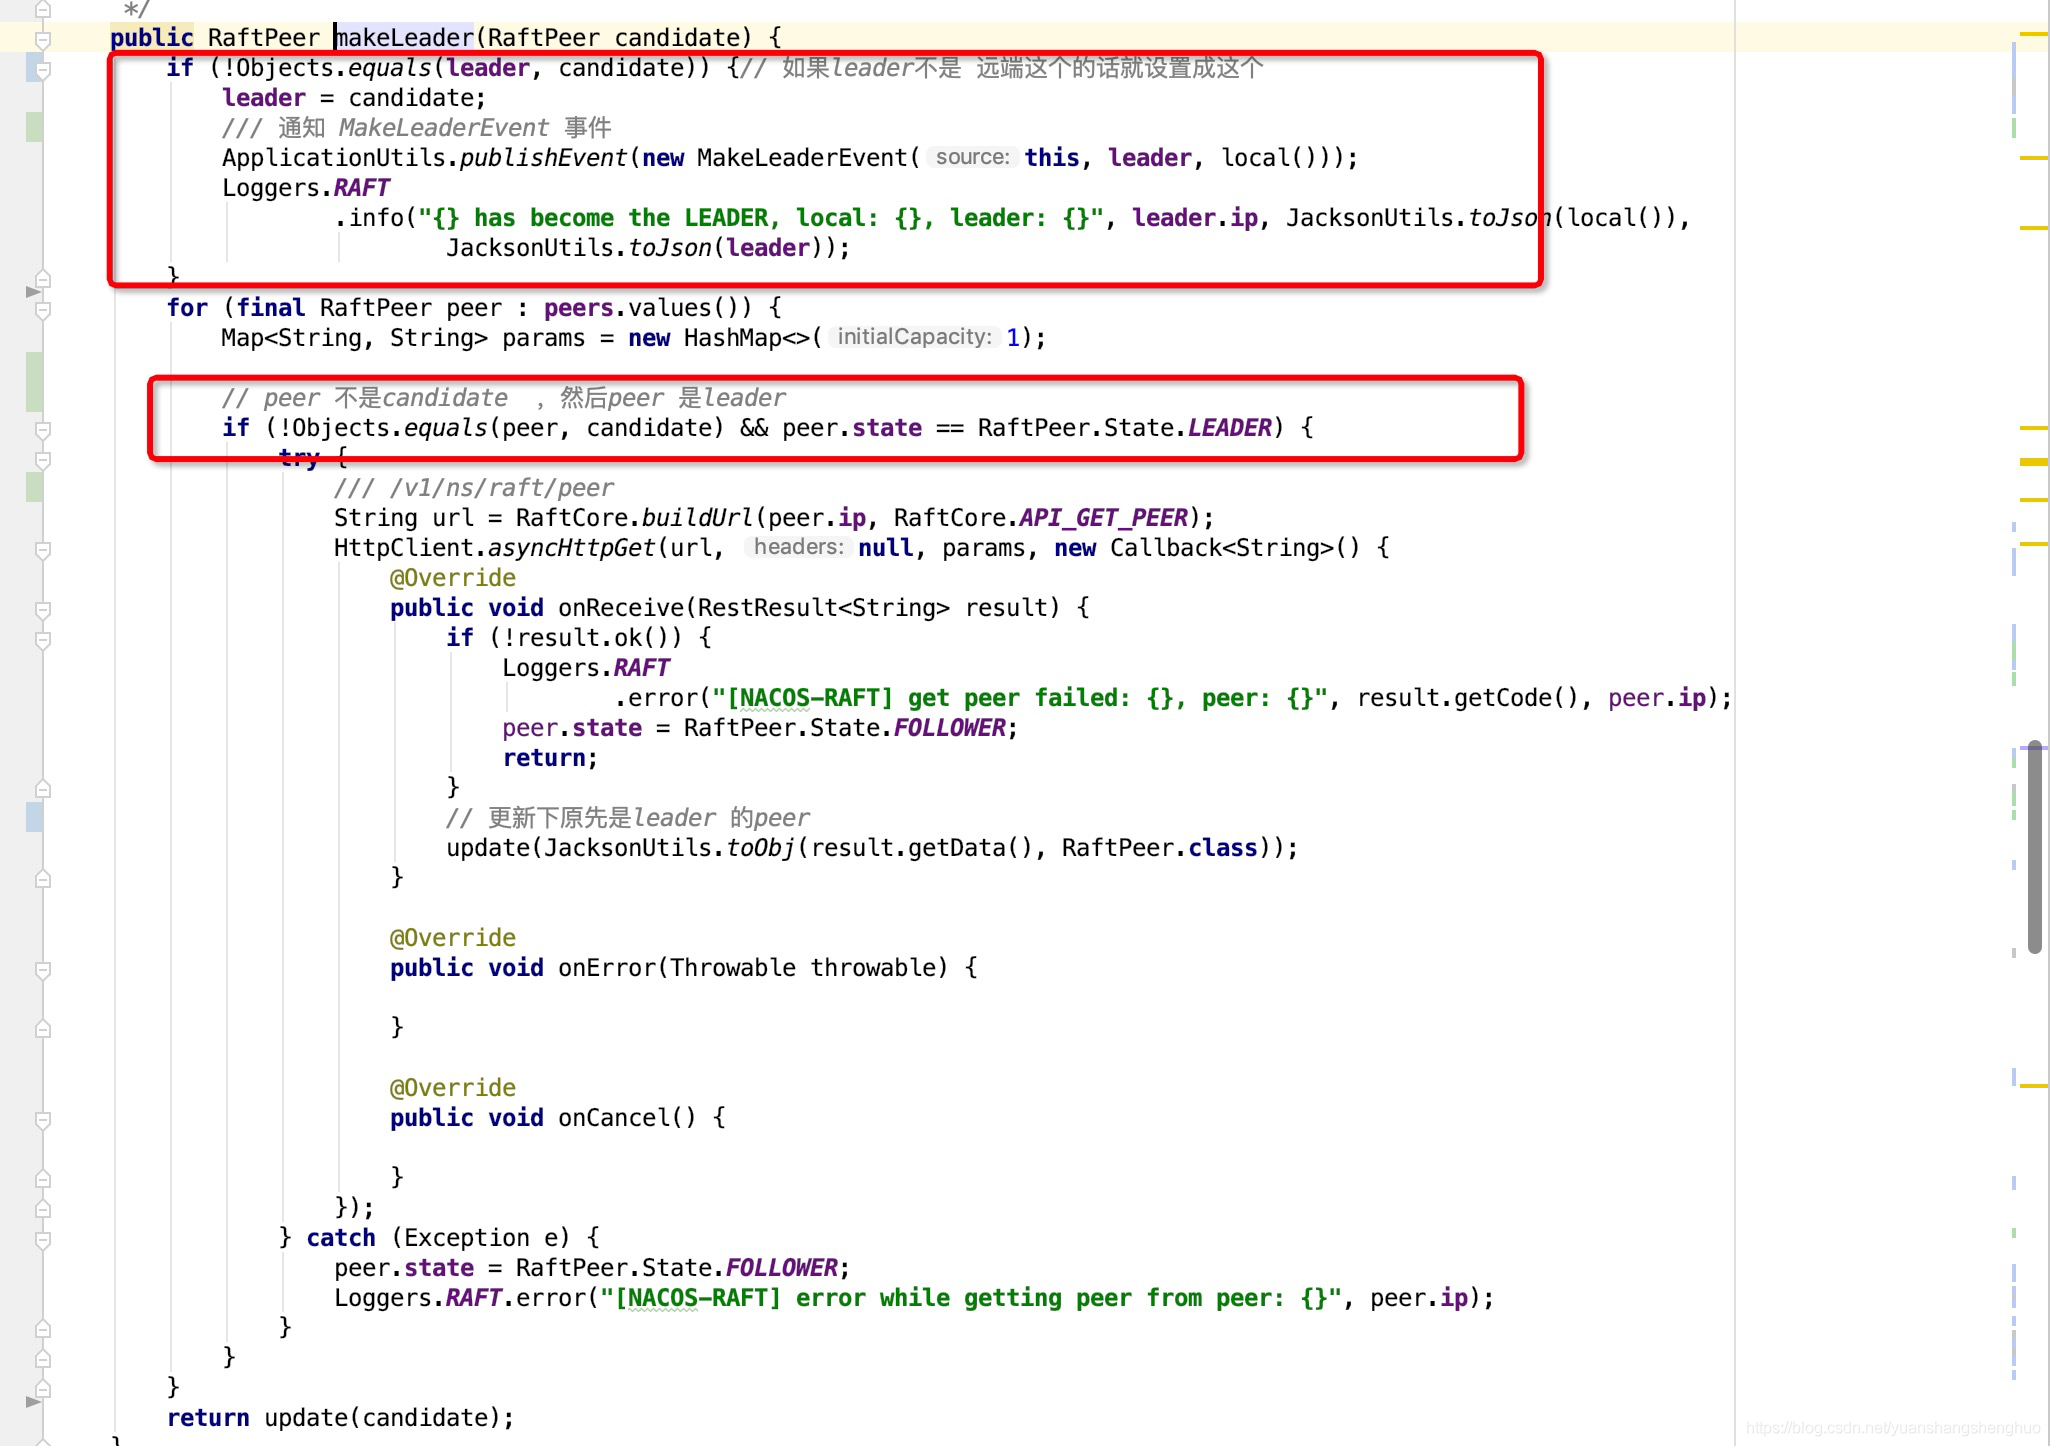 */
public RaftPeer makeLeader(RaftPeer candidate) {
if (!Objects.equals(leader, candidate)) {// 如果leader不是 远端这个的话就设置成这个
leader = candidate;
/// 通知 MakeLeaderEvent 事件
ApplicationUtils.publishEvent(new MakeLeaderEvent( source: this, leader, local()));
Loggers.RAFT
.info("{} has become the LEADER, local: {}, leader: {}", leader.ip, JacksonUtils.toJson(local()),
JacksonUtils.toJson(leader));
}
for (final RaftPeer peer : peers.values()) {
Map<String, String> params = new HashMap<>( initialCapacity: 1);
// peer 不是candidate ，然后peer 是leader
if (!Objects.equals(peer, candidate) && peer.state == RaftPeer.State.LEADER) {
try {
/// /v1/ns/raft/peer
String url = RaftCore.buildUrl(peer.ip, RaftCore.API_GET_PEER);
HttpClient.asyncHttpGet(url, headers: null, params, new Callback<String>() {
@Override
public void onReceive(RestResult<String> result) {
if (!result.ok()) {
Loggers.RAFT
.error("[NACOS-RAFT] get peer failed: {}, peer: {}", result.getCode(), peer.ip);
peer.state = RaftPeer.State.FOLLOWER;
return;
}
// 更新下原先是leader 的peer
update(JacksonUtils.toObj(result.getData(), RaftPeer.class));
}
@Override
public void onError(Throwable throwable) {
}
@Override
public void onCancel() {
}
});
} catch (Exception e) {
peer.state = RaftPeer.State.FOLLOWER;
Loggers.RAFT.error("[NACOS-RAFT] error while getting peer from peer: {}", peer.ip);
}
}
}
return update(candidate);
}
https://blog.csdn.net/yuanshangshenghuo